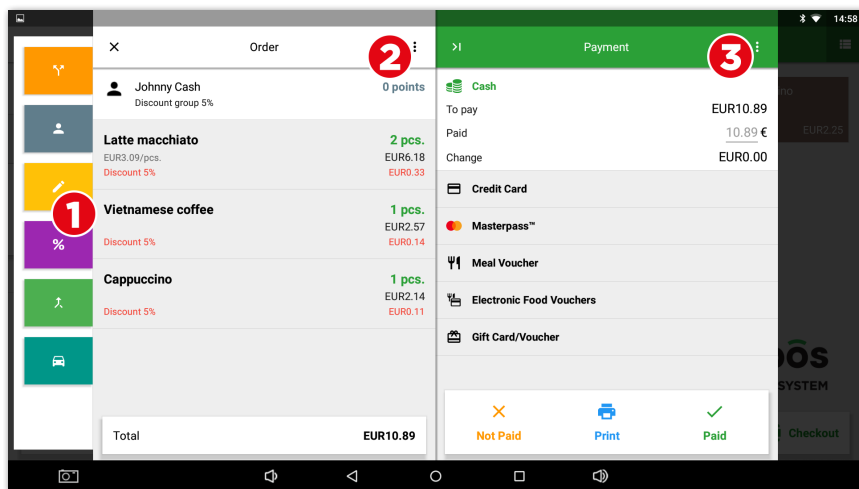 14:58
Order
Payment
1
2
3
Johnny Cash
0 points
Discount group 5%
Latte macchiato
2 pcs.
EUR3.09/pcs.
EUR6.18
Discount 5%
EUR0.33
Vietnamese coffee
1 pcs.
EUR2.57
Discount 5%
EUR0.14
%
Cappuccino
1 pcs.
EUR2.14
Discount 5%
EUR0.11
Total
EUR10.89
Cash
To pay
EUR10.89
Paid
10.89 €
Change
EUR0.00
Credit Card
Masterpass™
Meal Voucher
Electronic Food Vouchers
Gift Card/Voucher
Not Paid
Print
Paid
EUR2.25
SYSTEM
Checkout